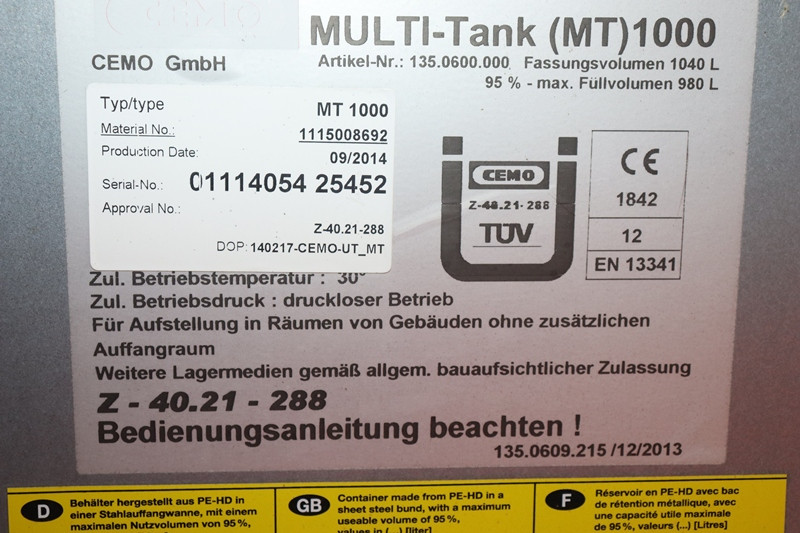 CEMO
MULTI-Tank (MT)1000
CEMO GmbH
Artikel-Nr.: 135.0600.000 Fassungsvolumen 1040 L
95 % - max. Füllvolumen 980 L
Typ/type MT 1000
Material No.: 1115008692
Production Date: 09/2014
Serial-No.: 01114054 25452
Approval No.:
Z-40.21-288
DOP: 140217-CEMO-UT_MT
CEMO
Z-40.21-288
TÜV
CE
1842
12
EN 13341
Zul. Betriebstemperatur : 30°
Zul. Betriebsdruck : druckloser Betrieb
Für Aufstellung in Räumen von Gebäuden ohne zusätzlichen
Auffangraum
Weitere Lagermedien gemäß allgem. bauaufsichtlicher Zulassung
Z - 40.21 - 288
Bedienungsanleitung beachten !
135.0609.215 /12/2013
D Behälter hergestellt aus PE-HD in
einer Stahlauffangwanne, mit einem
maximalen Nutzvolumen von 95%,
GB Container made from PE-HD in a
sheet steel bund, with a maximum
useable volume of 95%,
values in (...) [liter]
F Réservoir en PE-HD avec bac
de rétention métallique, avec
une capacité utile maximale
de 95%, valeurs (...) [Litres]